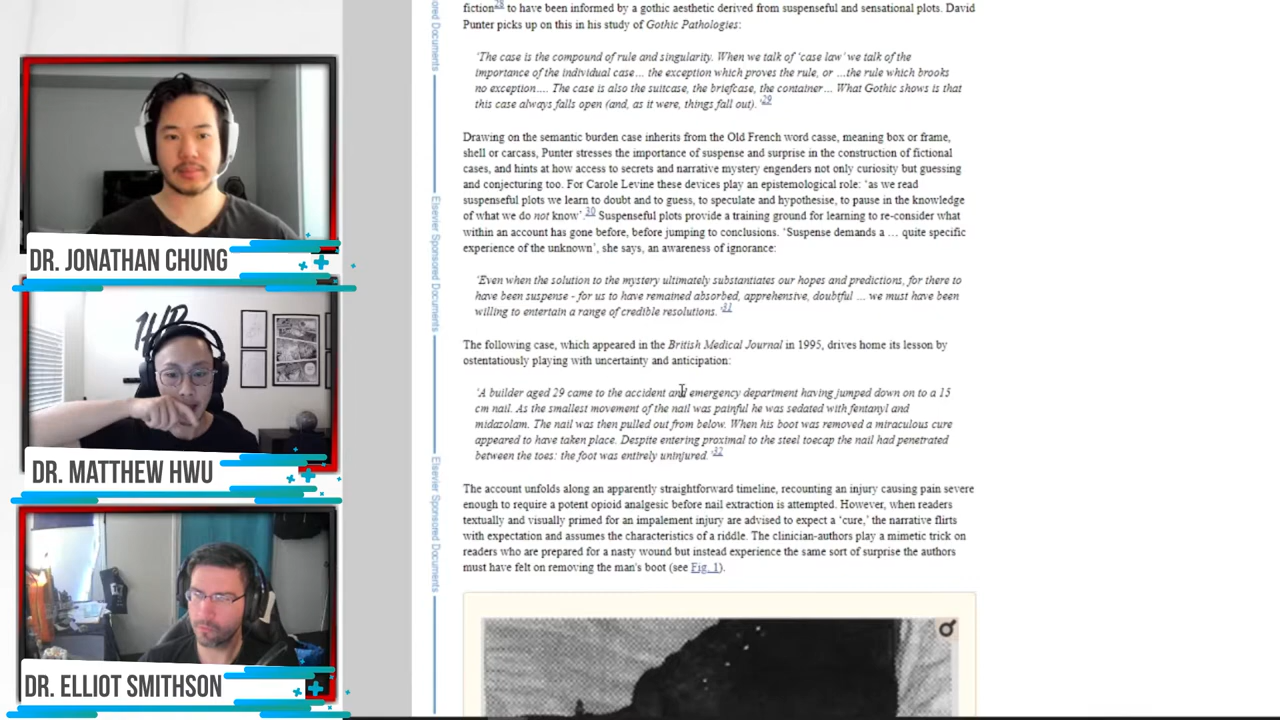 fiction28 to have been informed by a gothic aesthetic derived from suspenseful and sensational plots. David
Punter picks up on this in his study of Gothic Pathologies:
'The case is the compound of rule and singularity. When we talk of 'case law' we talk of the
importance of the individual case… the exception which proves the rule, or …the rule which brooks
no exception…. The case is also the suitcase, the briefcase, the container… What Gothic shows is that
this case always falls open (and, as it were, things fall out). '29
Drawing on the semantic burden case inherits from the Old French word casse, meaning box or frame,
shell or carcass, Punter stresses the importance of suspense and surprise in the construction of fictional
cases, and hints at how access to secrets and narrative mystery engenders not only curiosity but guessing
and conjecturing too. For Carole Levine these devices play an epistemological role: 'as we read
suspenseful plots we learn to doubt and to guess, to speculate and hypothesise, to pause in the knowledge
of what we do not know'.30 Suspenseful plots provide a training ground for learning to re-consider what
within an account has gone before, before jumping to conclusions. 'Suspense demands a … quite specific
experience of the unknown', she says, an awareness of ignorance:
'Even when the solution to the mystery ultimately substantiates our hopes and predictions, for there to
have been suspense - for us to have remained absorbed, apprehensive, doubtful … we must have been
willing to entertain a range of credible resolutions. '31
The following case, which appeared in the British Medical Journal in 1995, drives home its lesson by
ostentatiously playing with uncertainty and anticipation:
'A builder aged 29 came to the accident and emergency department having jumped down on to a 15
cm nail. As the smallest movement of the nail was painful he was sedated with fentanyl and
midazolam. The nail was then pulled out from below. When his boot was removed a miraculous cure
appeared to have taken place. Despite entering proximal to the steel toecap the nail had penetrated
between the toes: the foot was entirely uninjured. '32
The account unfolds along an apparently straightforward timeline, recounting an injury causing pain severe
enough to require a potent opioid analgesic before nail extraction is attempted. However, when readers
textually and visually primed for an impalement injury are advised to expect a 'cure,' the narrative flirts
with expectation and assumes the characteristics of a riddle. The clinician-authors play a mimetic trick on
readers who are prepared for a nasty wound but instead experience the same sort of surprise the authors
must have felt on removing the man's boot (see Fig. 1).
Elsevier Sponsored Documents
Elsevier Sponsored Documents
DR. JONATHAN CHUNG
DR. MATTHEW HWU
DR. ELLIOT SMITHSON